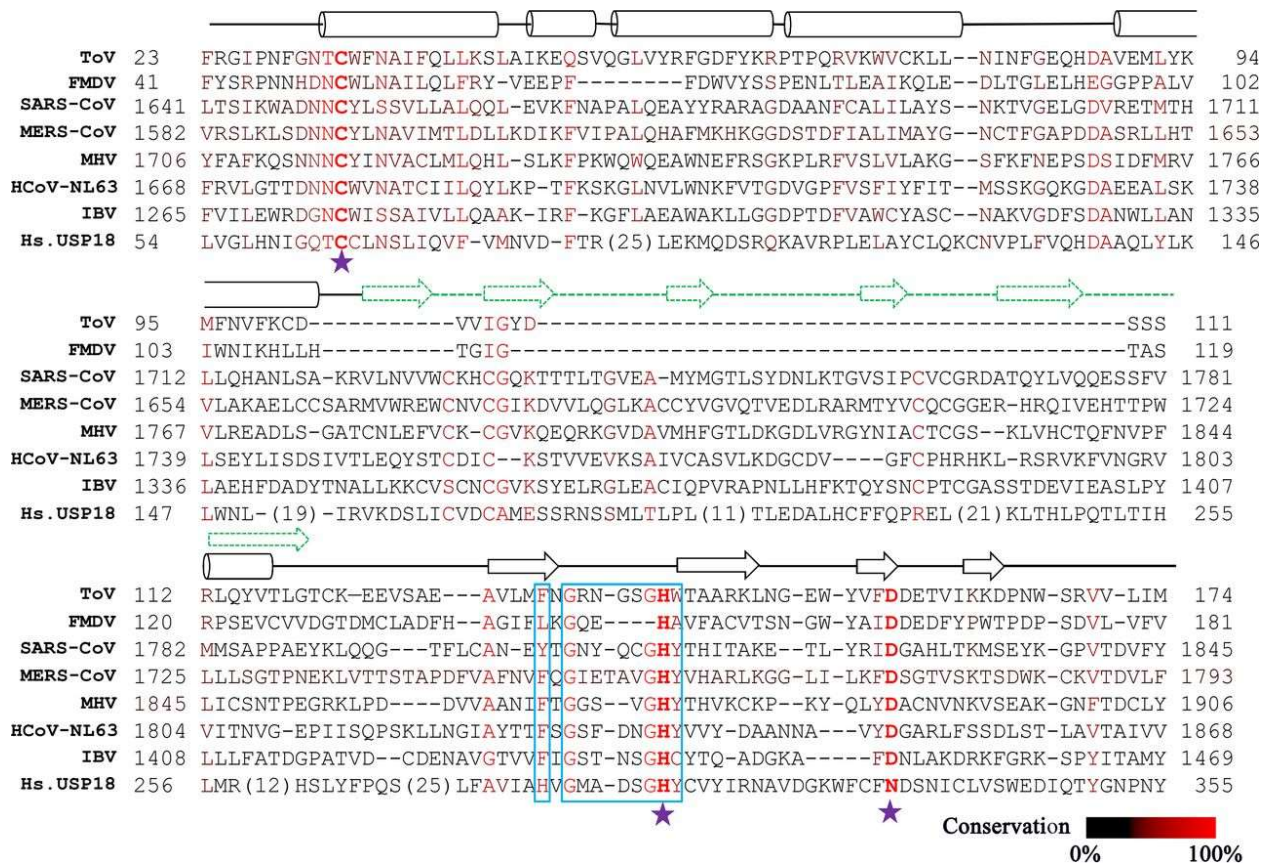 ToV 23 FRGIPNFGNTCWFNAIFQLLKSLAIKEQSVQGLVYRFGDFYKRPTPQRVKWVCKLL--NINFGEQHDAVEMLYK 94
FMDV 41 FYSRPNNHDNCWLNAILQLFRY-VEEPF--------FDWVYSSPENLTLEAIKQLE--DLTGLELHEGGPPALV 102
SARS-CoV 1641 LTSIKWADNNCYLSSVLLALQQL-EVKFNAPALQEAYYRARAGDAANFCALILAYS--NKTVGELGDVRETMTH 1711
MERS-CoV 1582 VRSLKLSDNNCYLNAVIMTLDLLKDIKFVIPALQHAFMKHKGGDSTDFIALIMAYG--NCTFGAPDDASRLLHT 1653
MHV 1706 YFAFKQSNNNCYINVACLMLQHL-SLKFPKWQWQEAWNEFRSGKPLRFVSLVLAKG--SFKFNEPSDSIDFMRV 1766
HCoV-NL63 1668 FRVLGTTDNNCWVNATCIILQYLKP-TFKSKGLNVLWNKFVTGDVGPFVSFIYFIT--MSSKGQKGDAEEALSK 1738
IBV 1265 FVILEWRDGNCWISSAIVLLQAAK-IRF-KGFLAEAWAKLLGGDPTDFVAWCYASC--NAKVGDFSDANWLLAN 1335
Hs.USP18 54 LVGLHNIGQTCCLNSLIQVF-VMNVD-FTR(25)LEKMQDSRQKAVRPLELAYCLQKCNVPLFVQHDAAQLYLK 146
ToV 95 MFNVFKCD----------VVIGYD-----------------------------------------SSS 111
FMDV 103 IWNIKHLLH---------TGIG-------------------------------------------TAS 119
SARS-CoV 1712 LLQHANLSA-KRVLNVVWCKHCGQKTTTLTGVEA-MYMGTLSYDNLKTGVSIPCVCGRDATQYLVQQESSFV 1781
MERS-CoV 1654 VLAKAELCCSARMVWREWCNVCGIKDVVLQGLKACCYVGVQTVEDLRARMTYVCQCGGER-HRQIVEHTTPW 1724
MHV 1767 VLREADLS-GATCNLEFVCK-CGVKQEQRKGVDAVMHFGTLDKGDLVRGYNIACTCGS--KLVHCTQFNVPF 1844
HCoV-NL63 1739 LSEYLISDSIVTLEQYSTCDIC--KSTVVEVKSAIVCASVLKDGCDV---GFCPHRHKL-RSRVKFVNGRV 1803
IBV 1336 LAEHFDADYTNALLKKCVSCNCGVKSYELRGLEACIQPVRAPNLLHFKTQYSNCPTCGASSTDEVIEASLPY 1407
Hs.USP18 147 LWNL-(19)-IRVKDSLICVDCAMESSRNSSMLTLPL(11)TLEDALHCFFQPREL(21)KLTHLPQTLTIH 255
ToV 112 RLQYVTLGTCK-EEVSAE--AVLMFNGRN-GSGHWTAARKLNG-EW-YVFDDETVIKKDPNW-SRVV-LIM 174
FMDV 120 RPSEVCVVDGTDMCLADFH-AGIFLKGQE----HAVFACVTSNG-GW-YAIDDEDFYPWTPDP-SDVL-VFV 181
SARS-CoV 1782 MMSAPPAEYKLQQG---TFLCAN-EYTGNY-QCGHYTHITAKE--TL-YRIDGAHLTKMSEYK-GPVTDVFY 1845
MERS-CoV 1725 LLLSGTPNEKLVTTSTAPDFVAFNVFQGIETAVGHYVHARLKGG-LI-LKFDSGTVSKTSDWK-CKVTDVLF 1793
MHV 1845 LICSNTPEGRKLPD----DVVAANIFTGGS--VGHYTHVKCKP--KY-QLYDACNVNKVSEAK-GNFTDCLY 1906
HCoV-NL63 1804 VITNVG-EPIISQPSKLLNGIAYTTFSGSF-DNGHYVVYDAANNA---VYDGARLFSSDLST-LAVTAIVV 1868
IBV 1408 LLLFATDGPATVD--CDENAVGTVVFIGST-NSGHCYTQ-ADGKA----FDNLAKDRKFGRK-SPYITAMY 1469
Hs.USP18 256 LMR(12)HSLYFPQS(25)LFAVIAHVGMA-DSGHYCVYIRNAVDGKWFCFNDSNICLVSWEDIQTYGNPNY 355
Conservation
0% 100%